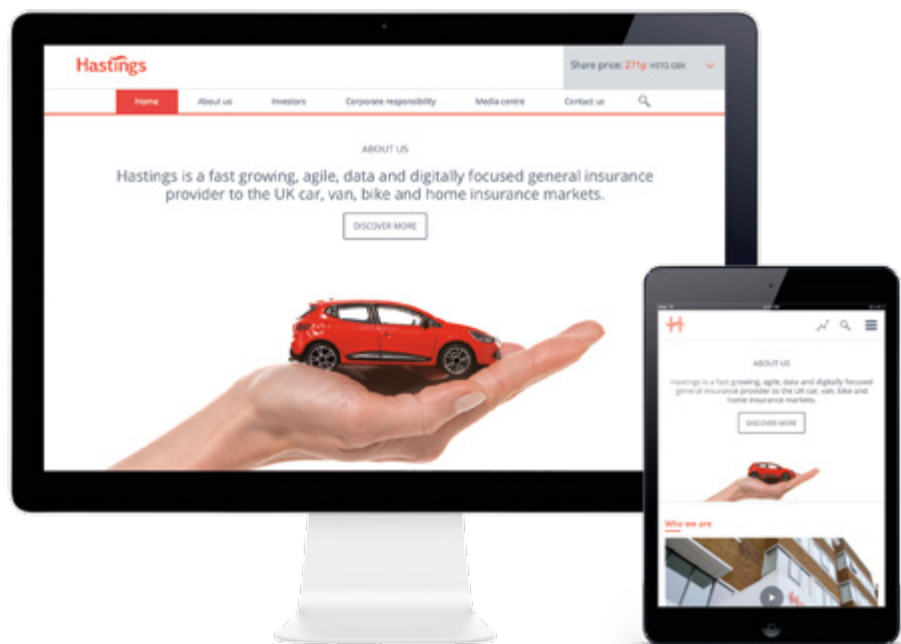 Hastings
Share price: 271p HSTG GBX
Home About us Investors Corporate responsibility Media centre Contact us
ABOUT US
Hastings is a fast growing, agile, data and digitally focused general insurance
provider to the UK car, van, bike and home insurance markets.
DISCOVER MORE
ABOUT US
Hastings is a fast growing, agile, data and digitally focused
general insurance provider to the UK car, van, bike and
home insurance markets.
DISCOVER MORE
Who we are